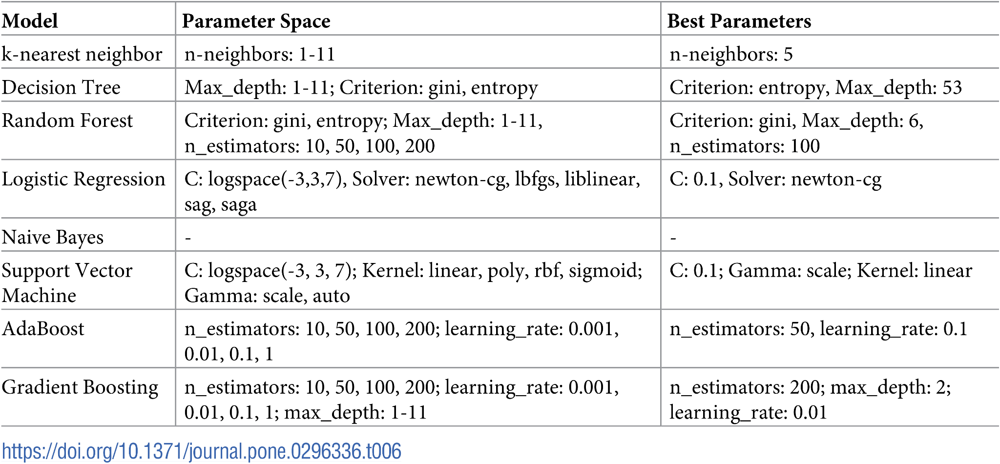 Model Parameter Space Best Parameters
k-nearest neighbor n-neighbors: 1-11 n-neighbors: 5
Decision Tree Max_depth: 1-11; Criterion: gini, entropy Criterion: entropy, Max_depth: 53
Random Forest Criterion: gini, entropy; Max_depth: 1-11, Criterion: gini, Max_depth: 6,
n_estimators: 10, 50, 100, 200 n_estimators: 100
Logistic Regression C: logspace(-3,3,7), Solver: newton-cg, lbfgs, liblinear, C: 0.1, Solver: newton-cg
sag, saga
Naive Bayes - -
Support Vector C: logspace(-3, 3, 7); Kernel: linear, poly, rbf, sigmoid; C: 0.1; Gamma: scale; Kernel: linear
Machine Gamma: scale, auto
AdaBoost n_estimators: 10, 50, 100, 200; learning_rate: 0.001, n_estimators: 50, learning_rate: 0.1
0.01, 0.1, 1
Gradient Boosting n_estimators: 10, 50, 100, 200; learning_rate: 0.001, n_estimators: 200; max_depth: 2;
0.01, 0.1, 1; max_depth: 1-11 learning_rate: 0.01
https://doi.org/10.1371/journal.pone.0296336.t006